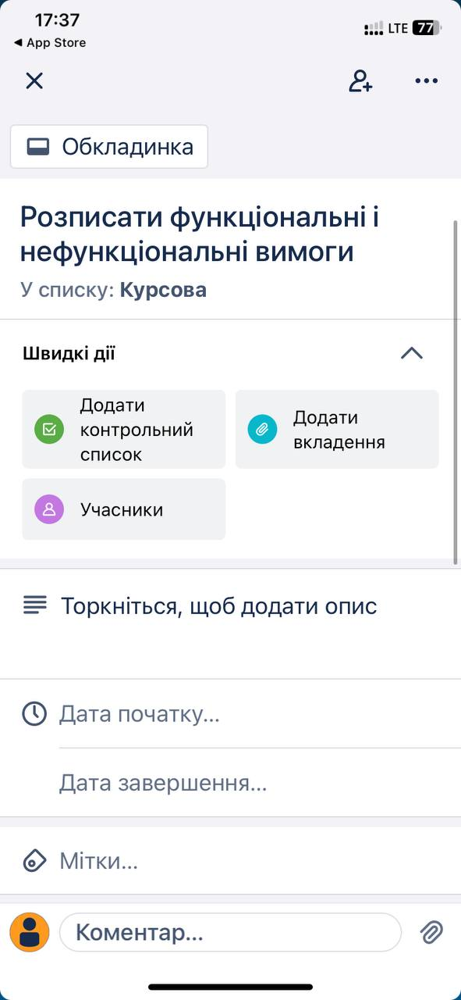 17:37
LTE 77
◀ App Store
Обкладинка
Розписати функціональні і
нефункціональні вимоги
У списку: Курсова
Швидкі дії
Додати
контрольний
список
Додати
вкладення
Учасники
Торкніться, щоб додати опис
Дата початку...
Дата завершення...
Мітки...
Коментар...